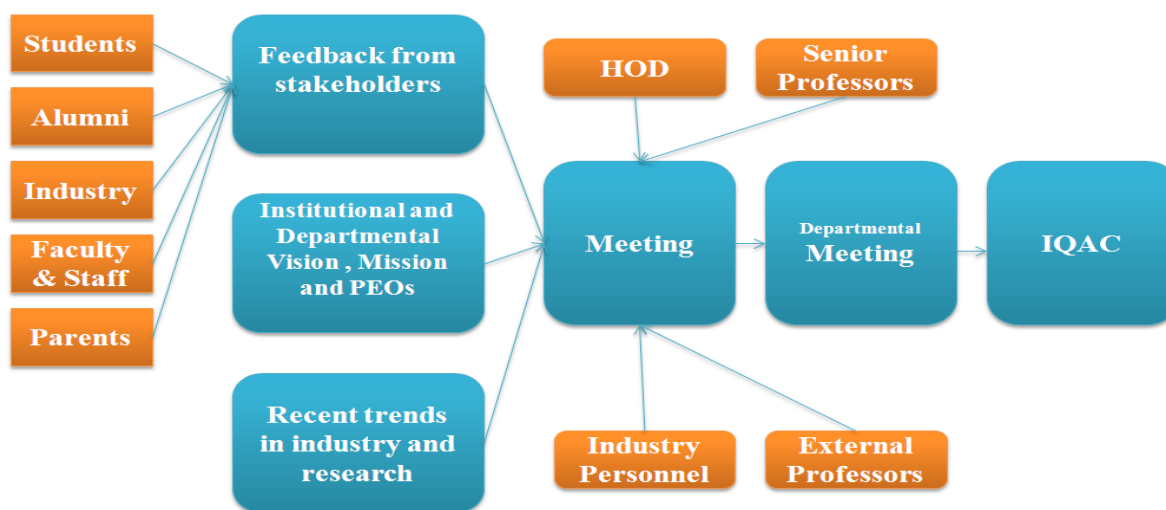 Students
Alumni
Industry
Faculty
& Staff
Parents
Feedback from
stakeholders
Institutional and
Departmental
Vision , Mission
and PEOs
Recent trends
in industry and
research
HOD
Senior
Professors
Meeting
Departmental
Meeting
IQAC
Industry
Personnel
External
Professors